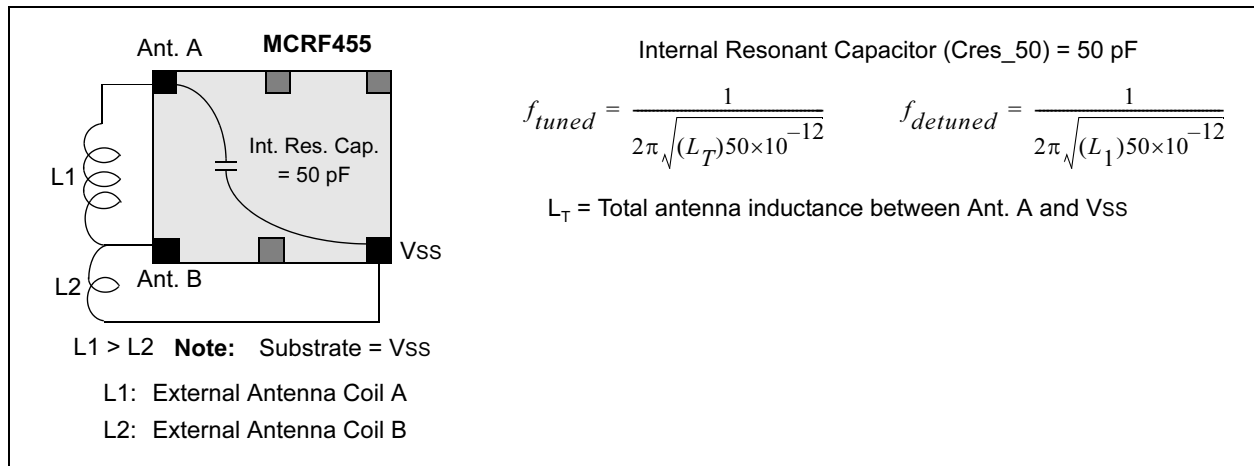 Ant. A
MCRF455
Int. Res. Cap.
= 50 pF
L1
L2
Ant. B
VSS
L1 > L2 Note: Substrate = VSS
L1: External Antenna Coil A
L2: External Antenna Coil B
Internal Resonant Capacitor (Cres_50) = 50 pF
f_tuned = 1 / (2π√((L_T)50×10^−12))
f_detuned = 1 / (2π√((L_1)50×10^−12))
L_T = Total antenna inductance between Ant. A and VSS